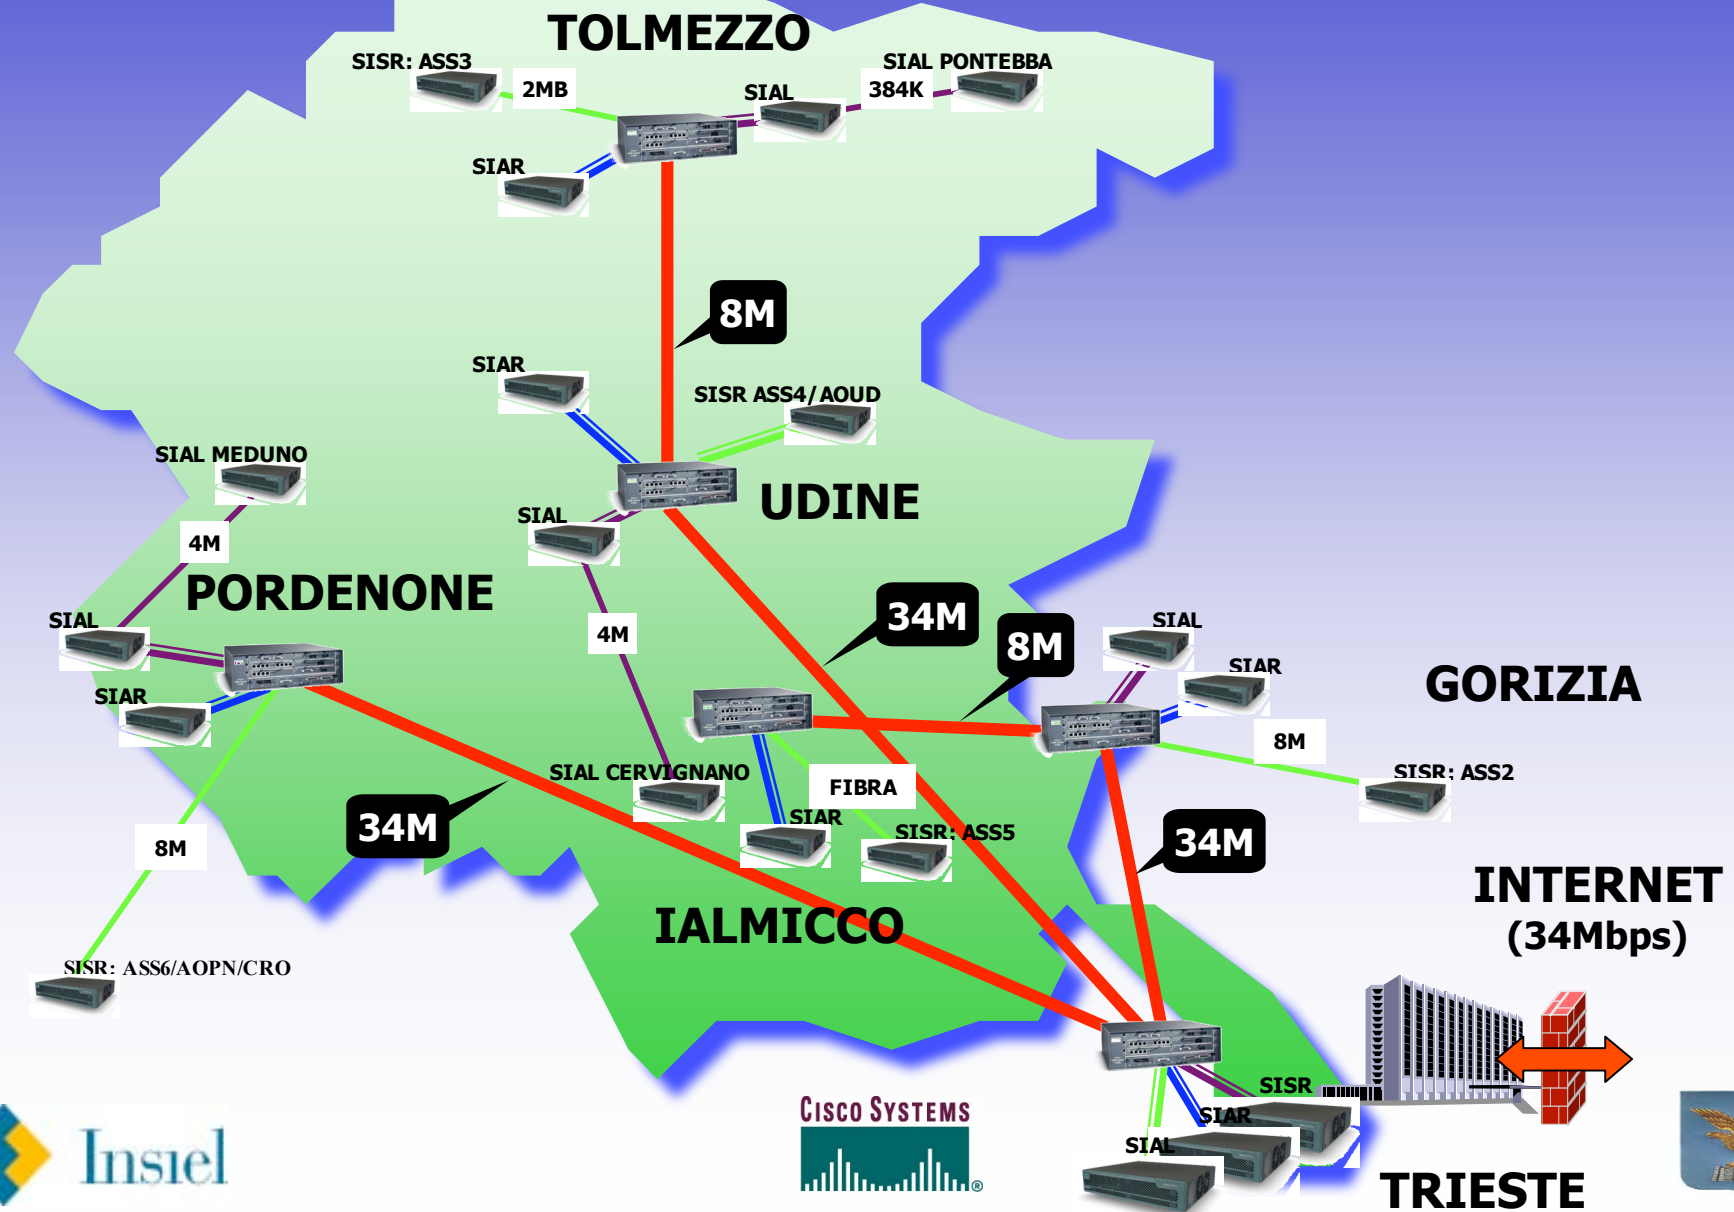 TOLMEZZO
SISR: ASS3
2MB
SIAL
384K
SIAL PONTEBBA
SIAR
8M
SIAR
SISR ASS4/AOUD
SIAL MEDUNO
4M
UDINE
SIAL
PORDENONE
4M
34M
8M
SIAL
SIAR
GORIZIA
SIAL
SIAR
8M
SISR: ASS2
SIAL CERVIGNANO
FIBRA
SIAR
SISR: ASS5
34M
34M
8M
INTERNET
(34Mbps)
IALMICCO
SISR: ASS6/AOPN/CRO
SISR
SIAR
SIAL
TRIESTE
Insiel
CISCO SYSTEMS
®